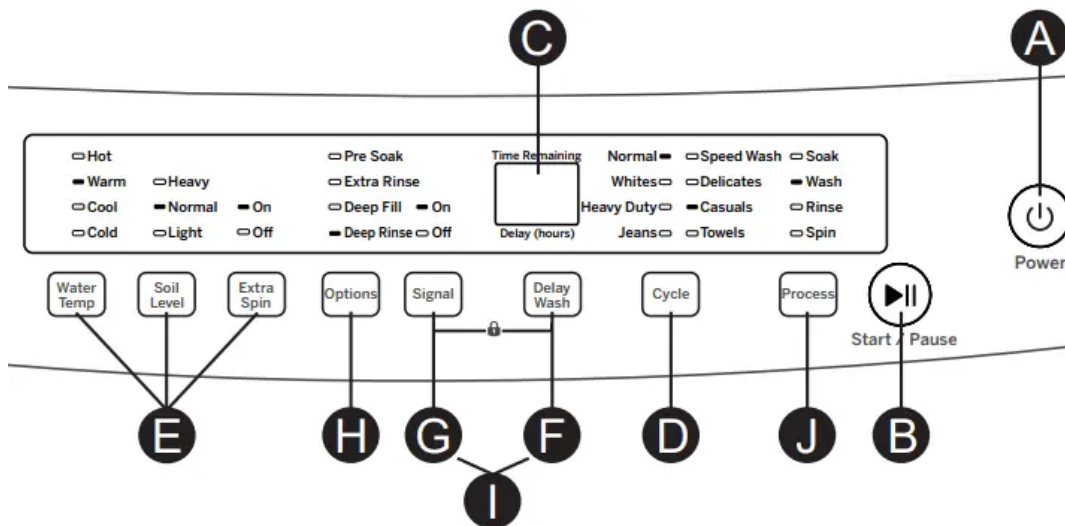 C
A
Hot
Pre Soak
Time Remaining
Normal
Speed Wash
Soak
Warm
Heavy
Extra Rinse
Whites
Delicates
Wash
Cool
Normal
On
Deep Fill
On
Heavy Duty
Casuals
Rinse
Cold
Light
Off
Deep Rinse
Off
Delay (hours)
Jeans
Towels
Spin
Power
Water
Temp
Soil
Level
Extra
Spin
Options
Signal
Delay
Wash
Cycle
Process
Start / Pause
E
H
G
F
D
J
B
I